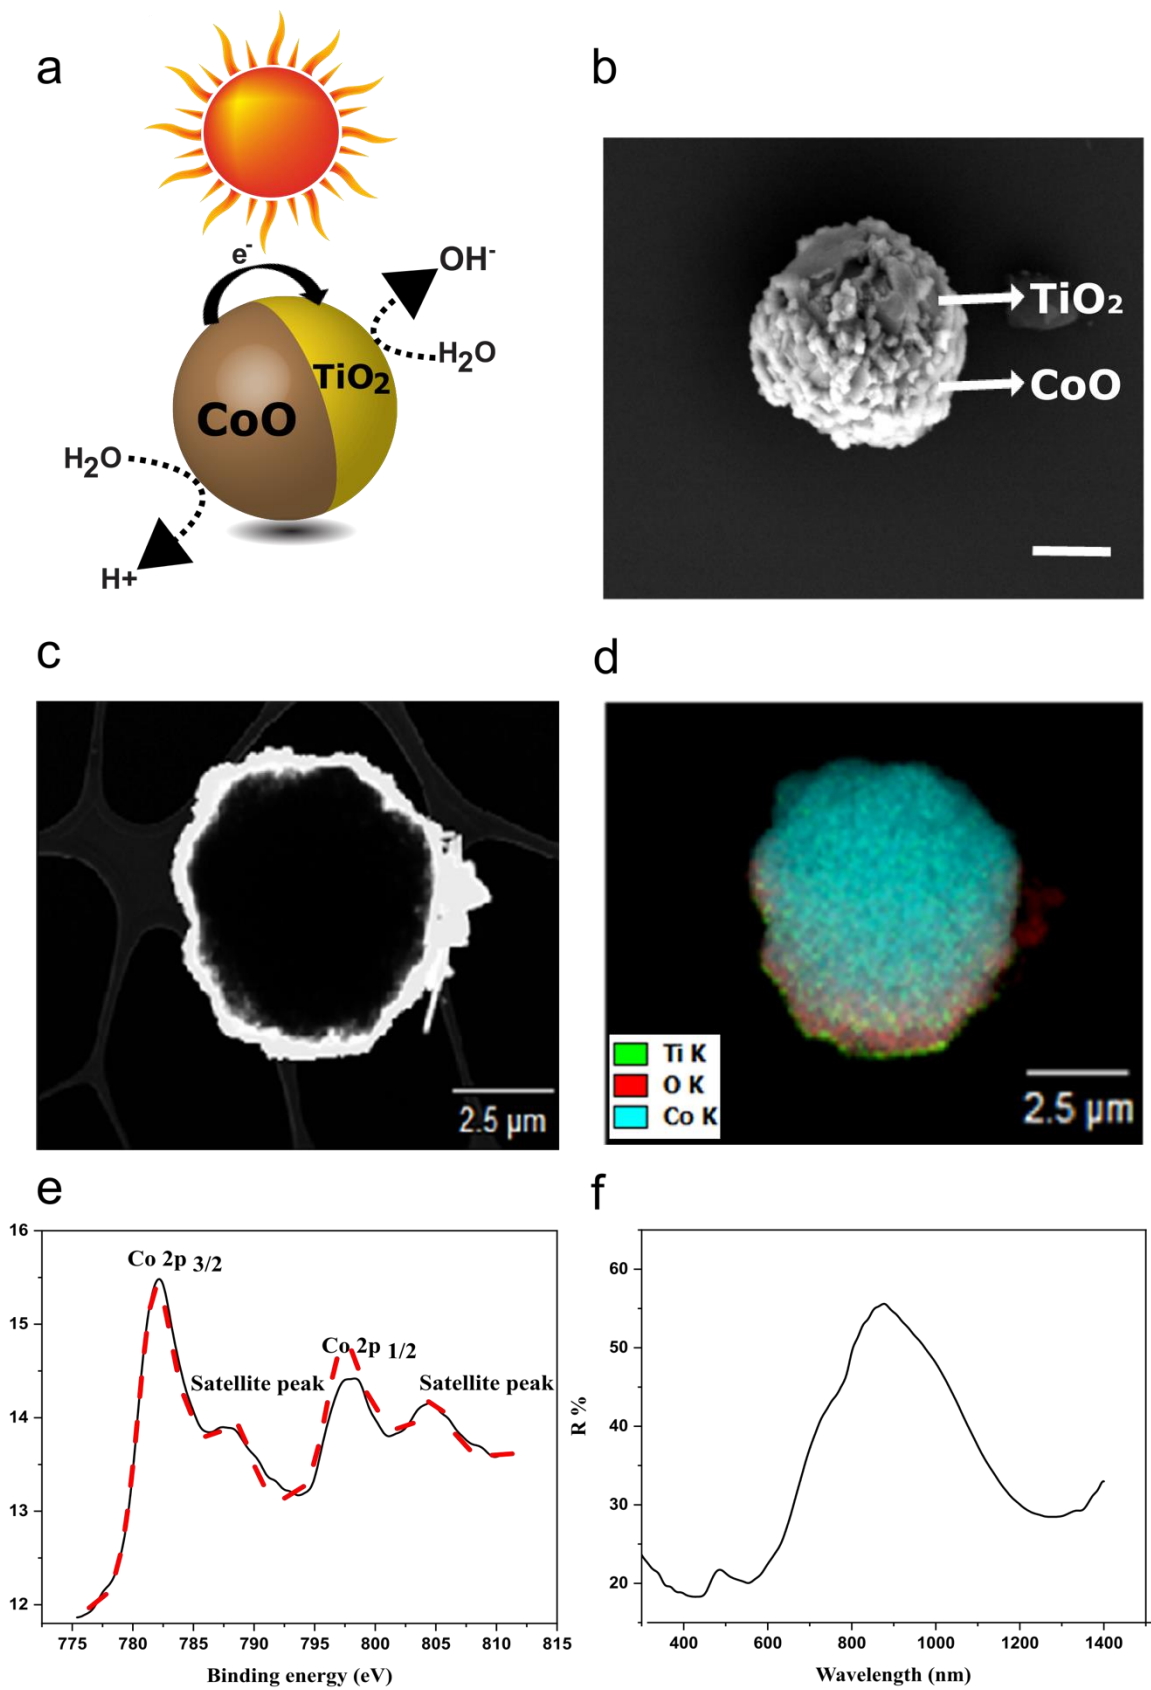 a
b
e-
OH-
H2O
TiO2
CoO
H2O
H+
TiO2
CoO
c
d
2.5 µm
Ti K
O K
Co K
2.5 µm
e
f
16
15
14
13
12
Co 2p 3/2
Satellite peak
Co 2p 1/2
Satellite peak
775
780
785
790
795
800
805
810
815
Binding energy (eV)
R %
60
50
40
30
20
400
600
800
1000
1200
1400
Wavelength (nm)